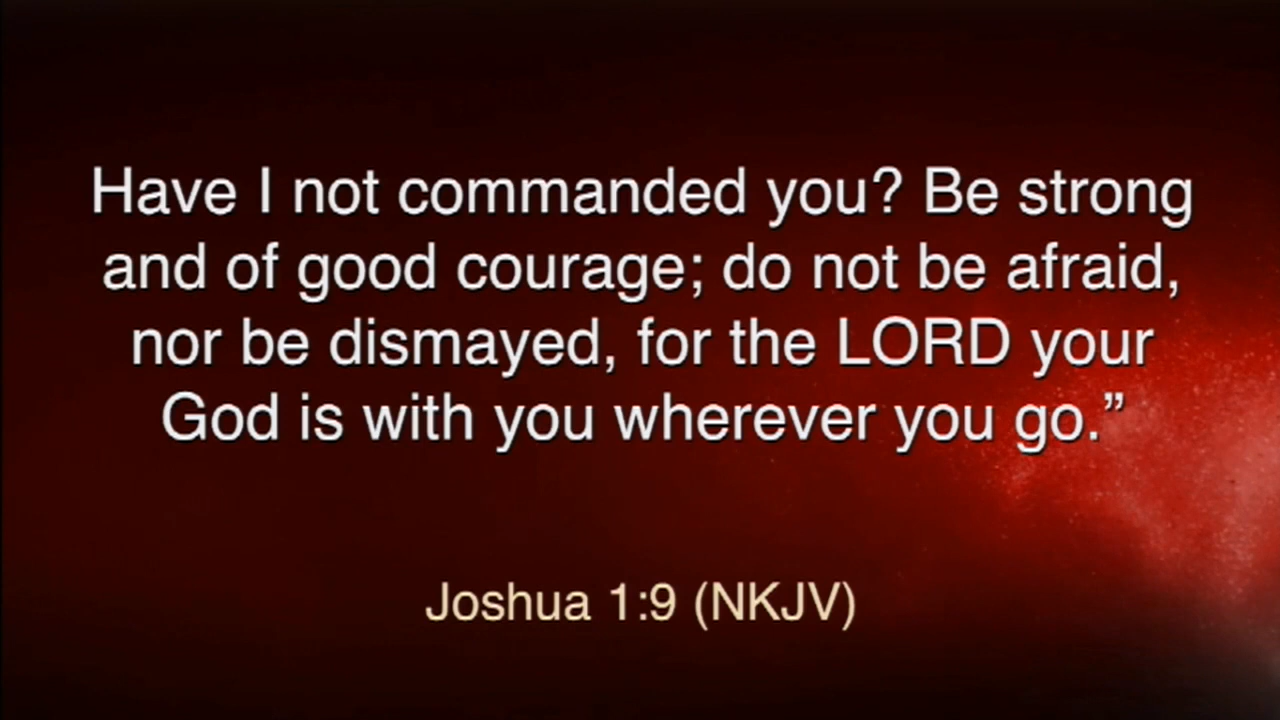 Have I not commanded you? Be strong
and of good courage; do not be afraid,
nor be dismayed, for the LORD your
God is with you wherever you go.”
Joshua 1:9 (NKJV)